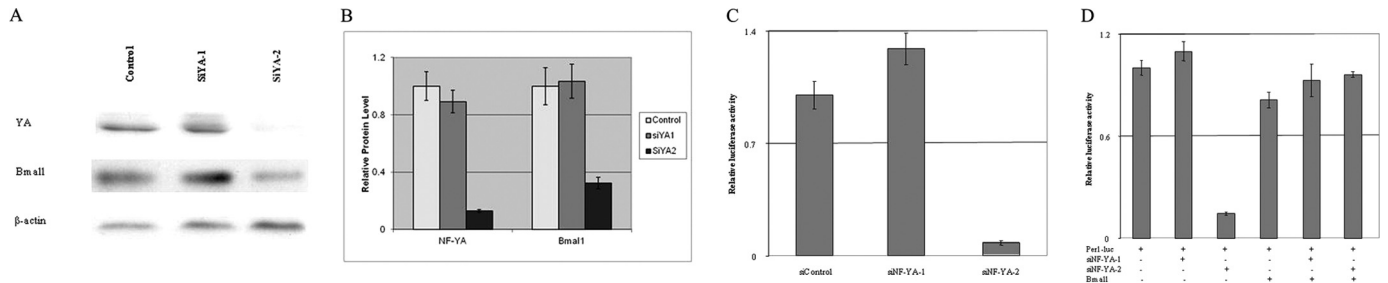 A
Control
SiYA-1
SiYA-2
YA
Bmal1
β-actin
B
Relative Protein Level
1.2
0.8
0.4
0
NF-YA
Bmal1
Control
siYA1
SiYA2
C
Relative luciferase activity
1.4
0.7
0
siControl
siNF-YA-1
siNF-YA-2
D
Relative luciferase activity
1.2
0.6
0
Per1-luc + + + + + +
siNF-YA-1 - + - - + -
siNF-YA-2 - - + - - +
Bmal1 - - - + + +